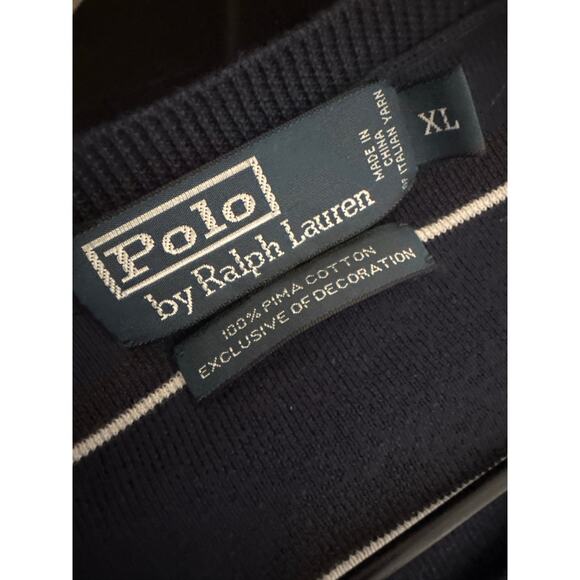 Polo
by Ralph Lauren
MADE IN
CHINA
OF ITALIAN YARN
XL
100% PIMA COTTON
EXCLUSIVE OF DECORATION